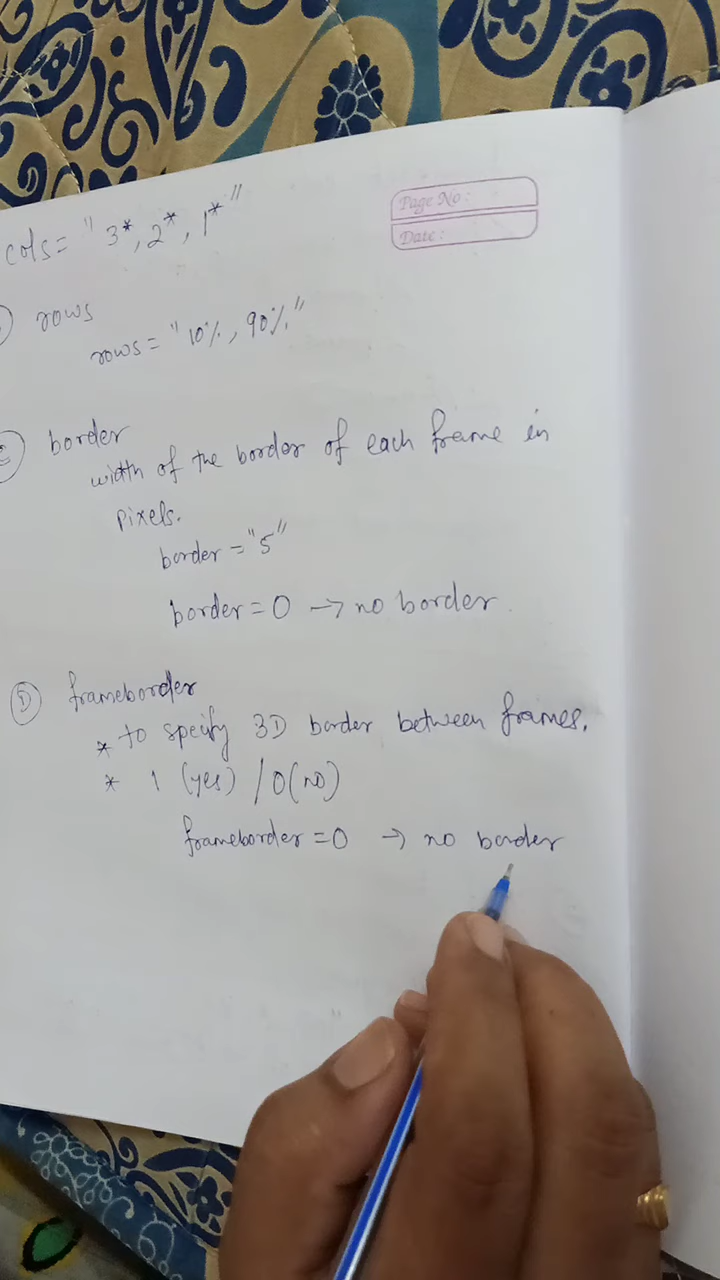 Page No :
Date :
cols = "3*, 2*, 1*"
rows
rows = "10%, 90%."
border
width of the border of each frame in
pixels.
border = "5"
border = 0 → no border.
D frameborder
* to specify 3D border between frames.
* 1 (yes) / 0 (no)
frameborder = 0 → no border